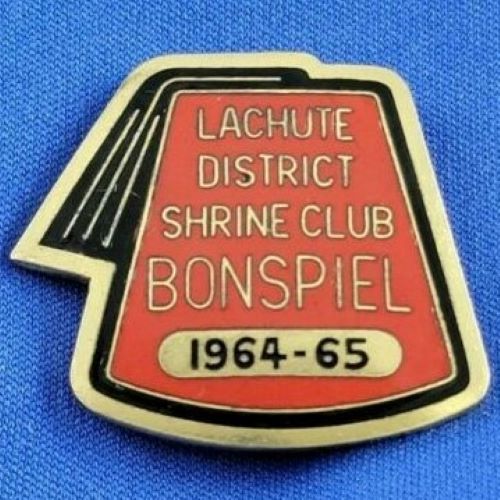 LACHUTE
DISTRICT
SHRINE CLUB
BONSPIEL
1964-65